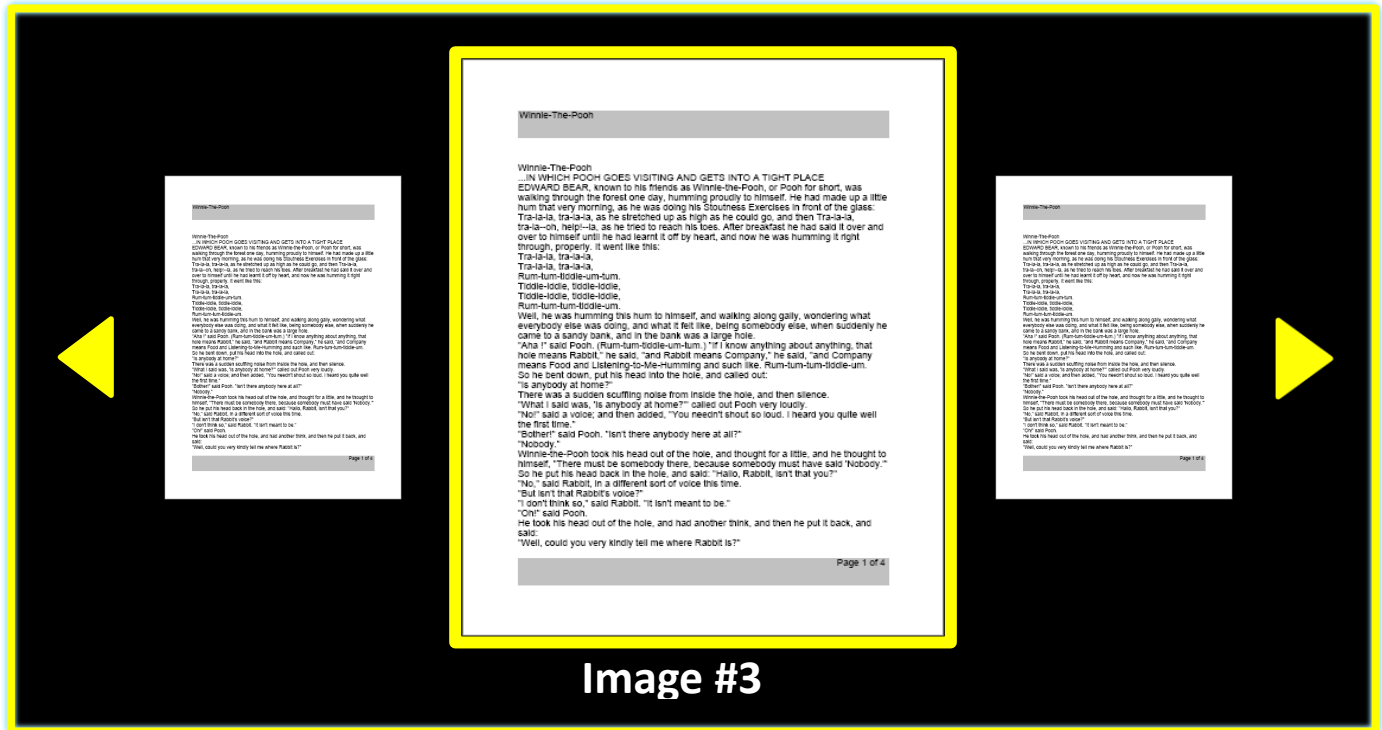 Winnie-The-Pooh
Winnie-The-Pooh
...IN WHICH POOH GOES VISITING AND GETS INTO A TIGHT PLACE
EDWARD BEAR, known to his friends as Winnie-the-Pooh, or Pooh for short, was
walking through the forest one day, humming proudly to himself. He had made up a little
hum that very morning, as he was doing his Stoutness Exercises in front of the glass:
Tra-la-la, tra-la-la, as he stretched up as high as he could go, and then Tra-la-la,
tra-la--oh, help!--la, as he tried to reach his toes. After breakfast he had said it over and
over to himself until he had learnt it off by heart, and now he was humming it right
through, properly. It went like this:
Tra-la-la, tra-la-la,
Tra-la-la, tra-la-la,
Rum-tum-tiddle-um-tum.
Tiddle-iddle, tiddle-iddle,
Tiddle-iddle, tiddle-iddle,
Rum-tum-tum-tiddle-um.
Well, he was humming this hum to himself, and walking along gaily, wondering what
everybody else was doing, and what it felt like, being somebody else, when suddenly he
came to a sandy bank, and in the bank was a large hole.
"Aha !" said Pooh. (Rum-tum-tiddle-um-tum.) "If I know anything about anything, that
hole means Rabbit," he said, "and Rabbit means Company," he said, "and Company
means Food and Listening-to-Me-Humming and such like. Rum-tum-tum-tiddle-um.
So he bent down, put his head into the hole, and called out:
"Is anybody at home?"
There was a sudden scuffling noise from inside the hole, and then silence.
"What I said was, 'Is anybody at home?'" called out Pooh very loudly.
"No!" said a voice; and then added, "You needn't shout so loud. I heard you quite well
the first time."
"Bother!" said Pooh. "Isn't there anybody here at all?"
"Nobody."
Winnie-the-Pooh took his head out of the hole, and thought for a little, and he thought to
himself, "There must be somebody there, because somebody must have said 'Nobody.'"
So he put his head back in the hole, and said: "Hallo, Rabbit, isn't that you?"
"No," said Rabbit, in a different sort of voice this time.
"But isn't that Rabbit's voice?"
"I don't think so," said Rabbit. "It isn't meant to be."
"Oh!" said Pooh.
He took his head out of the hole, and had another think, and then he put it back, and
said:
"Well, could you very kindly tell me where Rabbit is?"
Page 1 of 4
Image #3